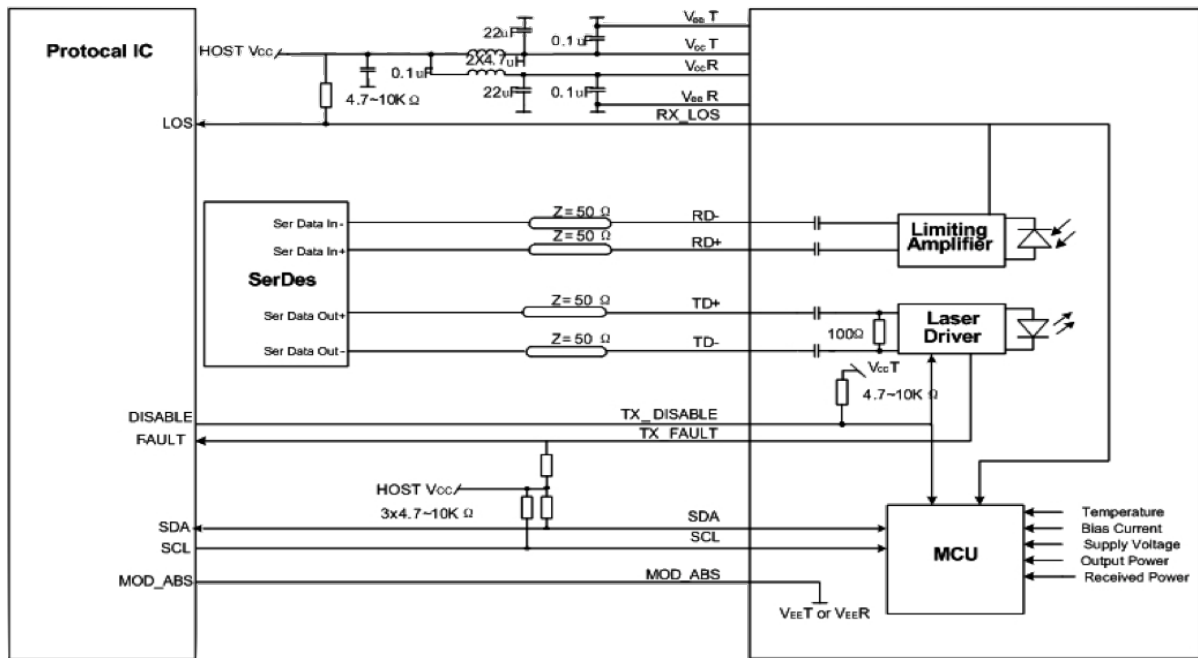 Protocal IC
HOST Vcc
22uF
0.1uF
VeeT
2X4.7uH
VccT
0.1uF
VccR
4.7~10K Ω
22uF
0.1uF
VeeR
LOS
RX_LOS
Z=50 Ω
RD-
Ser Data In-
Z=50 Ω
RD+
Ser Data In+
Limiting
Amplifier
SerDes
Z=50 Ω
TD+
Ser Data Out+
Z=50 Ω
TD-
Ser Data Out-
100Ω
Laser
Driver
VccT
4.7~10K Ω
DISABLE
TX_DISABLE
FAULT
TX_FAULT
HOST Vcc
3x4.7~10K Ω
SDA
SDA
SCL
SCL
MOD_ABS
MOD_ABS
VEET or VEER
MCU
Temperature
Bias Current
Supply Voltage
Output Power
Received Power